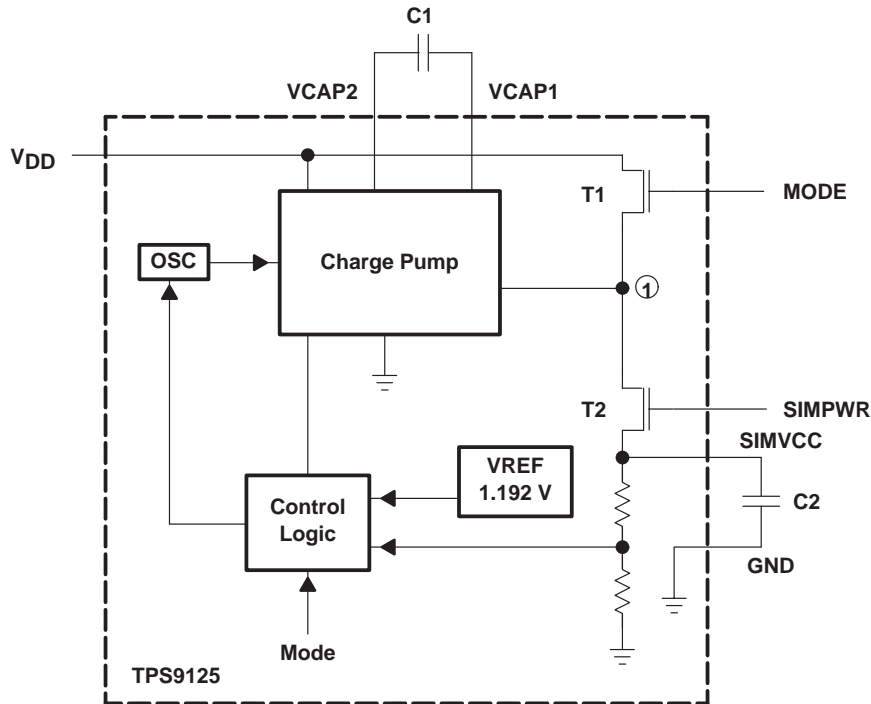 C1
VCAP2
VCAP1
VDD
T1
MODE
OSC
Charge Pump
1
T2
SIMPWR
SIMVCC
VREF
1.192 V
Control
Logic
C2
GND
Mode
TPS9125